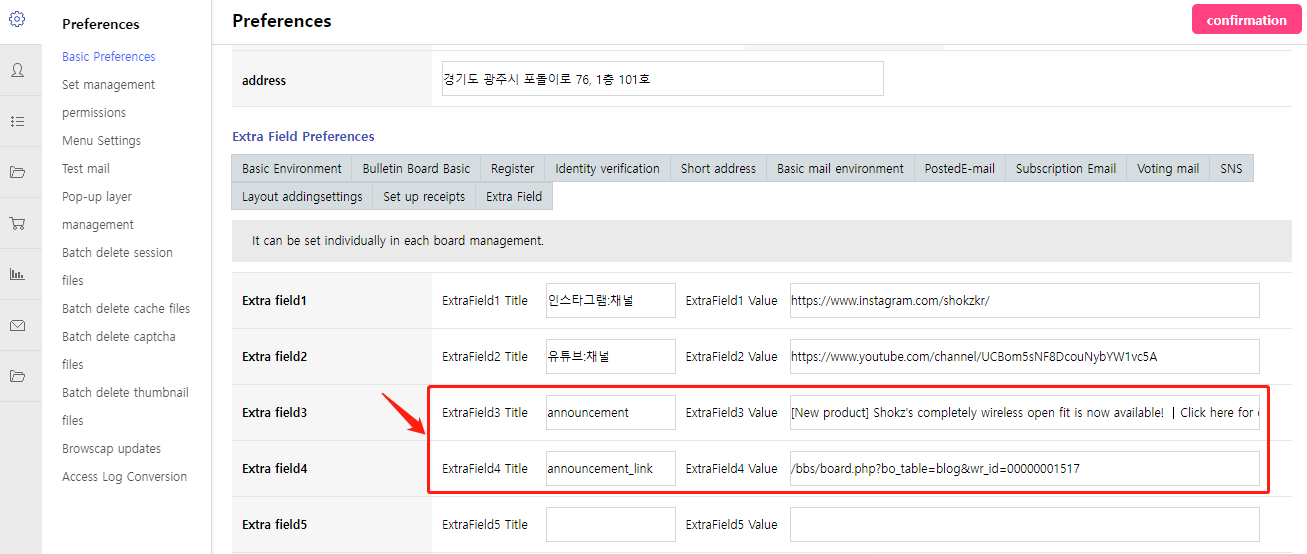 Preferences
Basic Preferences
Set management
permissions
Menu Settings
Test mail
Pop-up layer
management
Batch delete session
files
Batch delete cache files
Batch delete captcha
files
Batch delete thumbnail
files
Browscap updates
Access Log Conversion
Preferences
confirmation
address
경기도 광주시 포돌이로 76, 1층 101호
Extra Field Preferences
Basic Environment Bulletin Board Basic Register Identity verification Short address Basic mail environment PostedE-mail Subscription Email Voting mail SNS
Layout addingsettings Set up receipts Extra Field
It can be set individually in each board management.
Extra field1 ExtraField1 Title 인스타그램:채널 ExtraField1 Value https://www.instagram.com/shokzkr/
Extra field2 ExtraField2 Title 유튜브:채널 ExtraField2 Value https://www.youtube.com/channel/UCBom5sNF8DcouNybYW1vc5A
Extra field3 ExtraField3 Title announcement ExtraField3 Value [New product] Shokz's completely wireless open fit is now available! | Click here for
Extra field4 ExtraField4 Title announcement_link ExtraField4 Value /bbs/board.php?bo_table=blog&wr_id=00000001517
Extra field5 ExtraField5 Title ExtraField5 Value